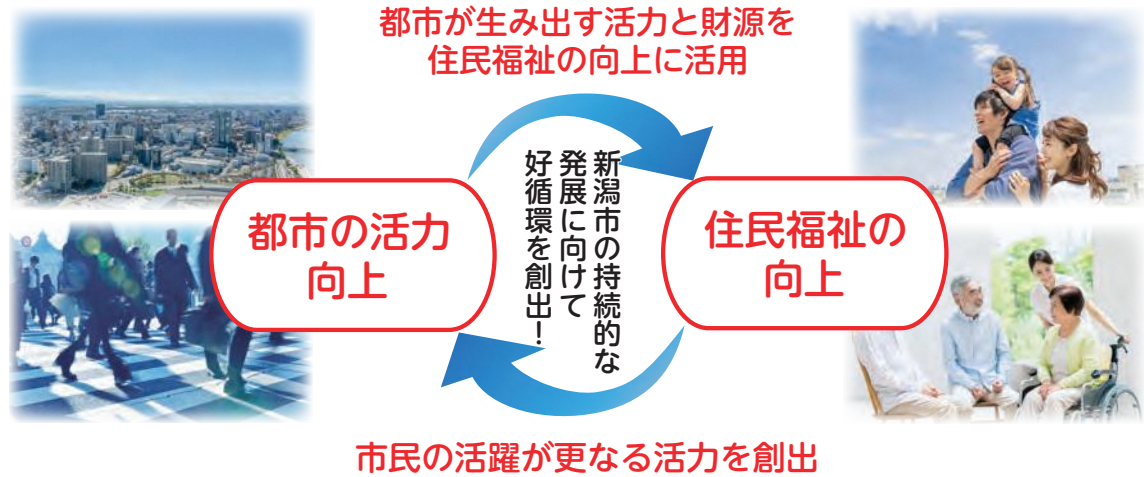 都市が生み出す活力と財源を
住民福祉の向上に活用
都市の活力
向上
新潟市の持続的な
発展に向けて
好循環を創出!
住民福祉の
向上
市民の活躍が更なる活力を創出